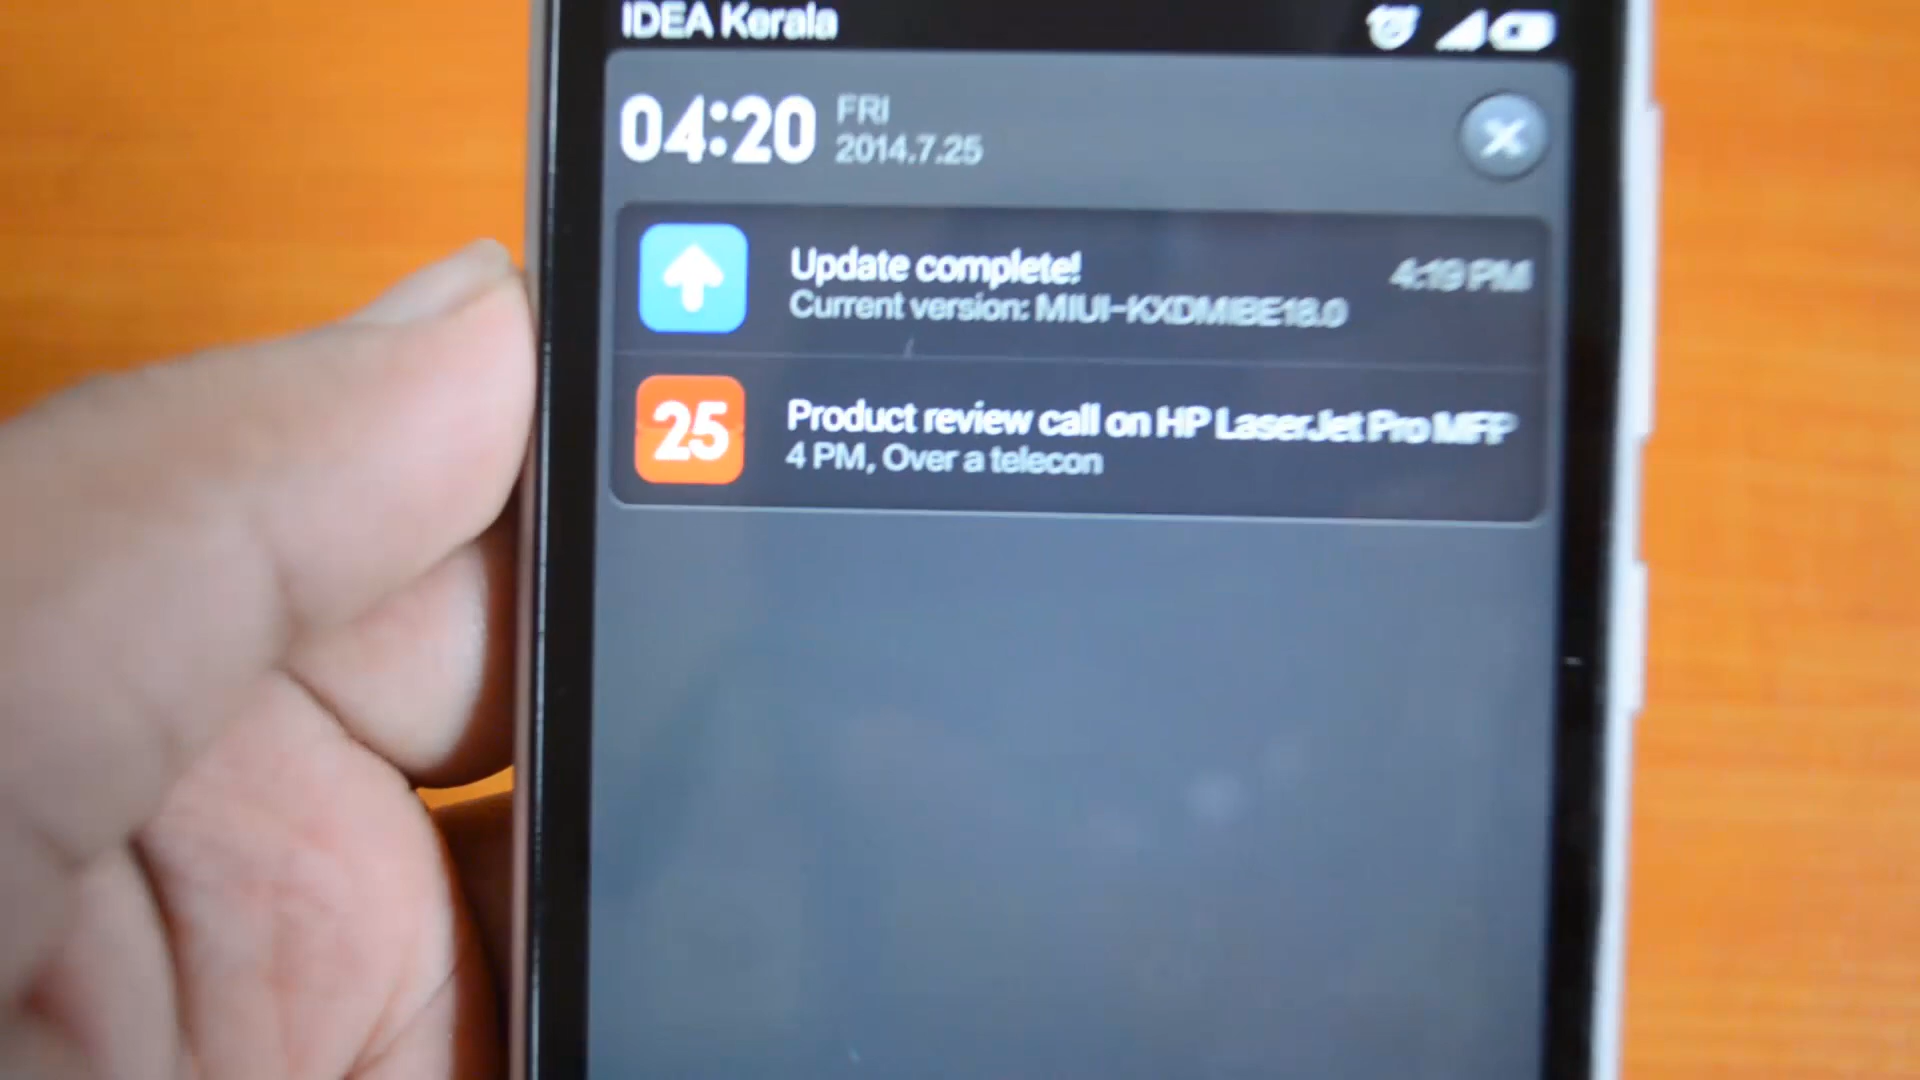 IDEA Kerala
04:20
FRI
2014.7.25
Update complete!
4:19 PM
Current version: MIUI-KXDMIBE18.0
25
Product review call on HP LaserJet Pro MFP
4 PM, Over a telecon